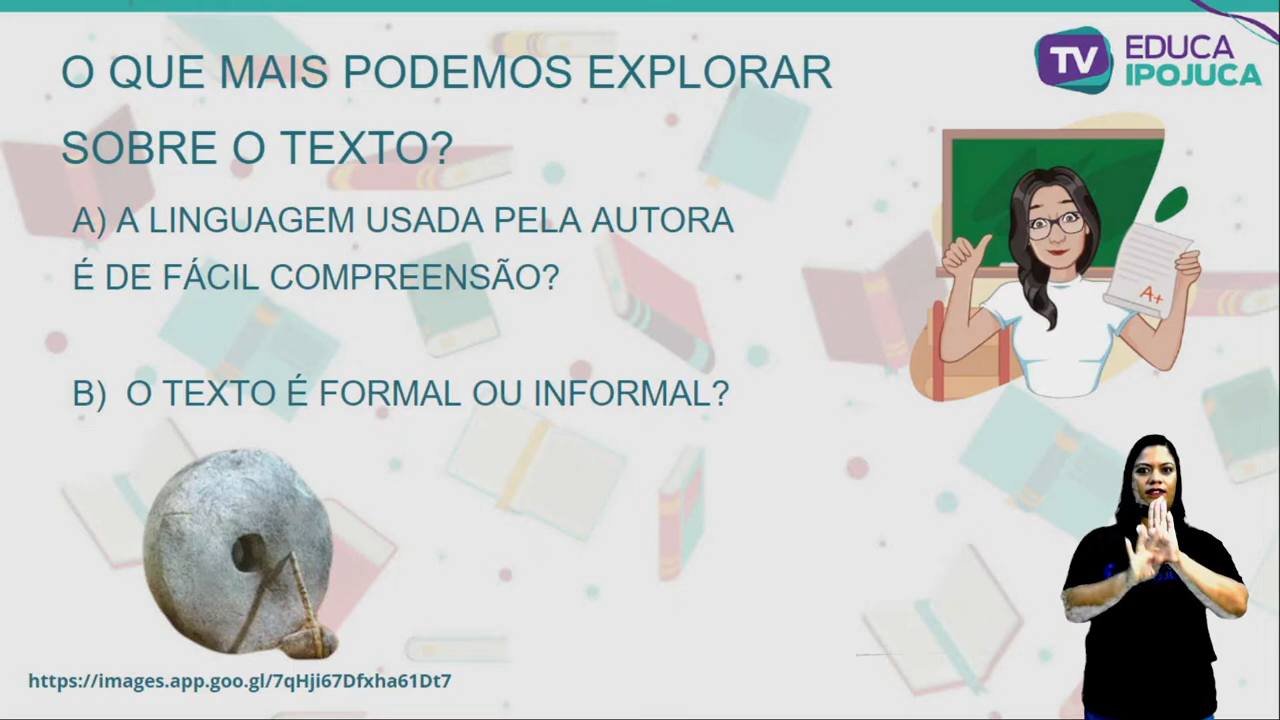 O QUE MAIS PODEMOS EXPLORAR
SOBRE O TEXTO?
TV EDUCA
IPOJUCA
A) A LINGUAGEM USADA PELA AUTORA
É DE FÁCIL COMPREENSÃO?
A+
B) O TEXTO É FORMAL OU INFORMAL?
https://images.app.goo.gl/7qHji67Dfxha61Dt7